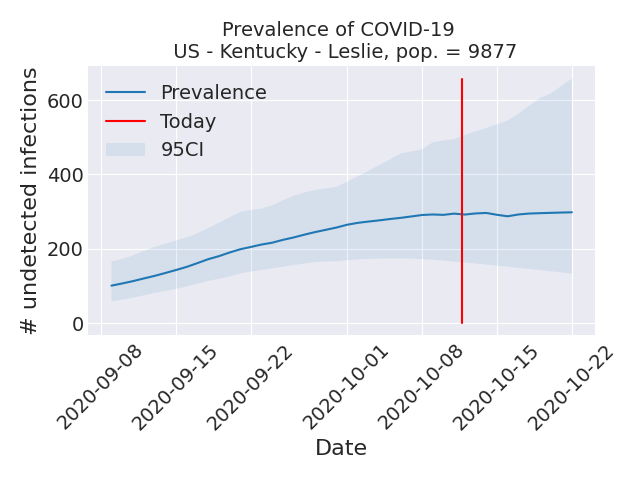 Prevalence of COVID-19
US - Kentucky - Leslie, pop. = 9877
# undetected infections
600
400
200
0
Prevalence
Today
95CI
2020-09-08
2020-09-15
2020-09-22
2020-10-01
2020-10-08
2020-10-15
2020-10-22
Date